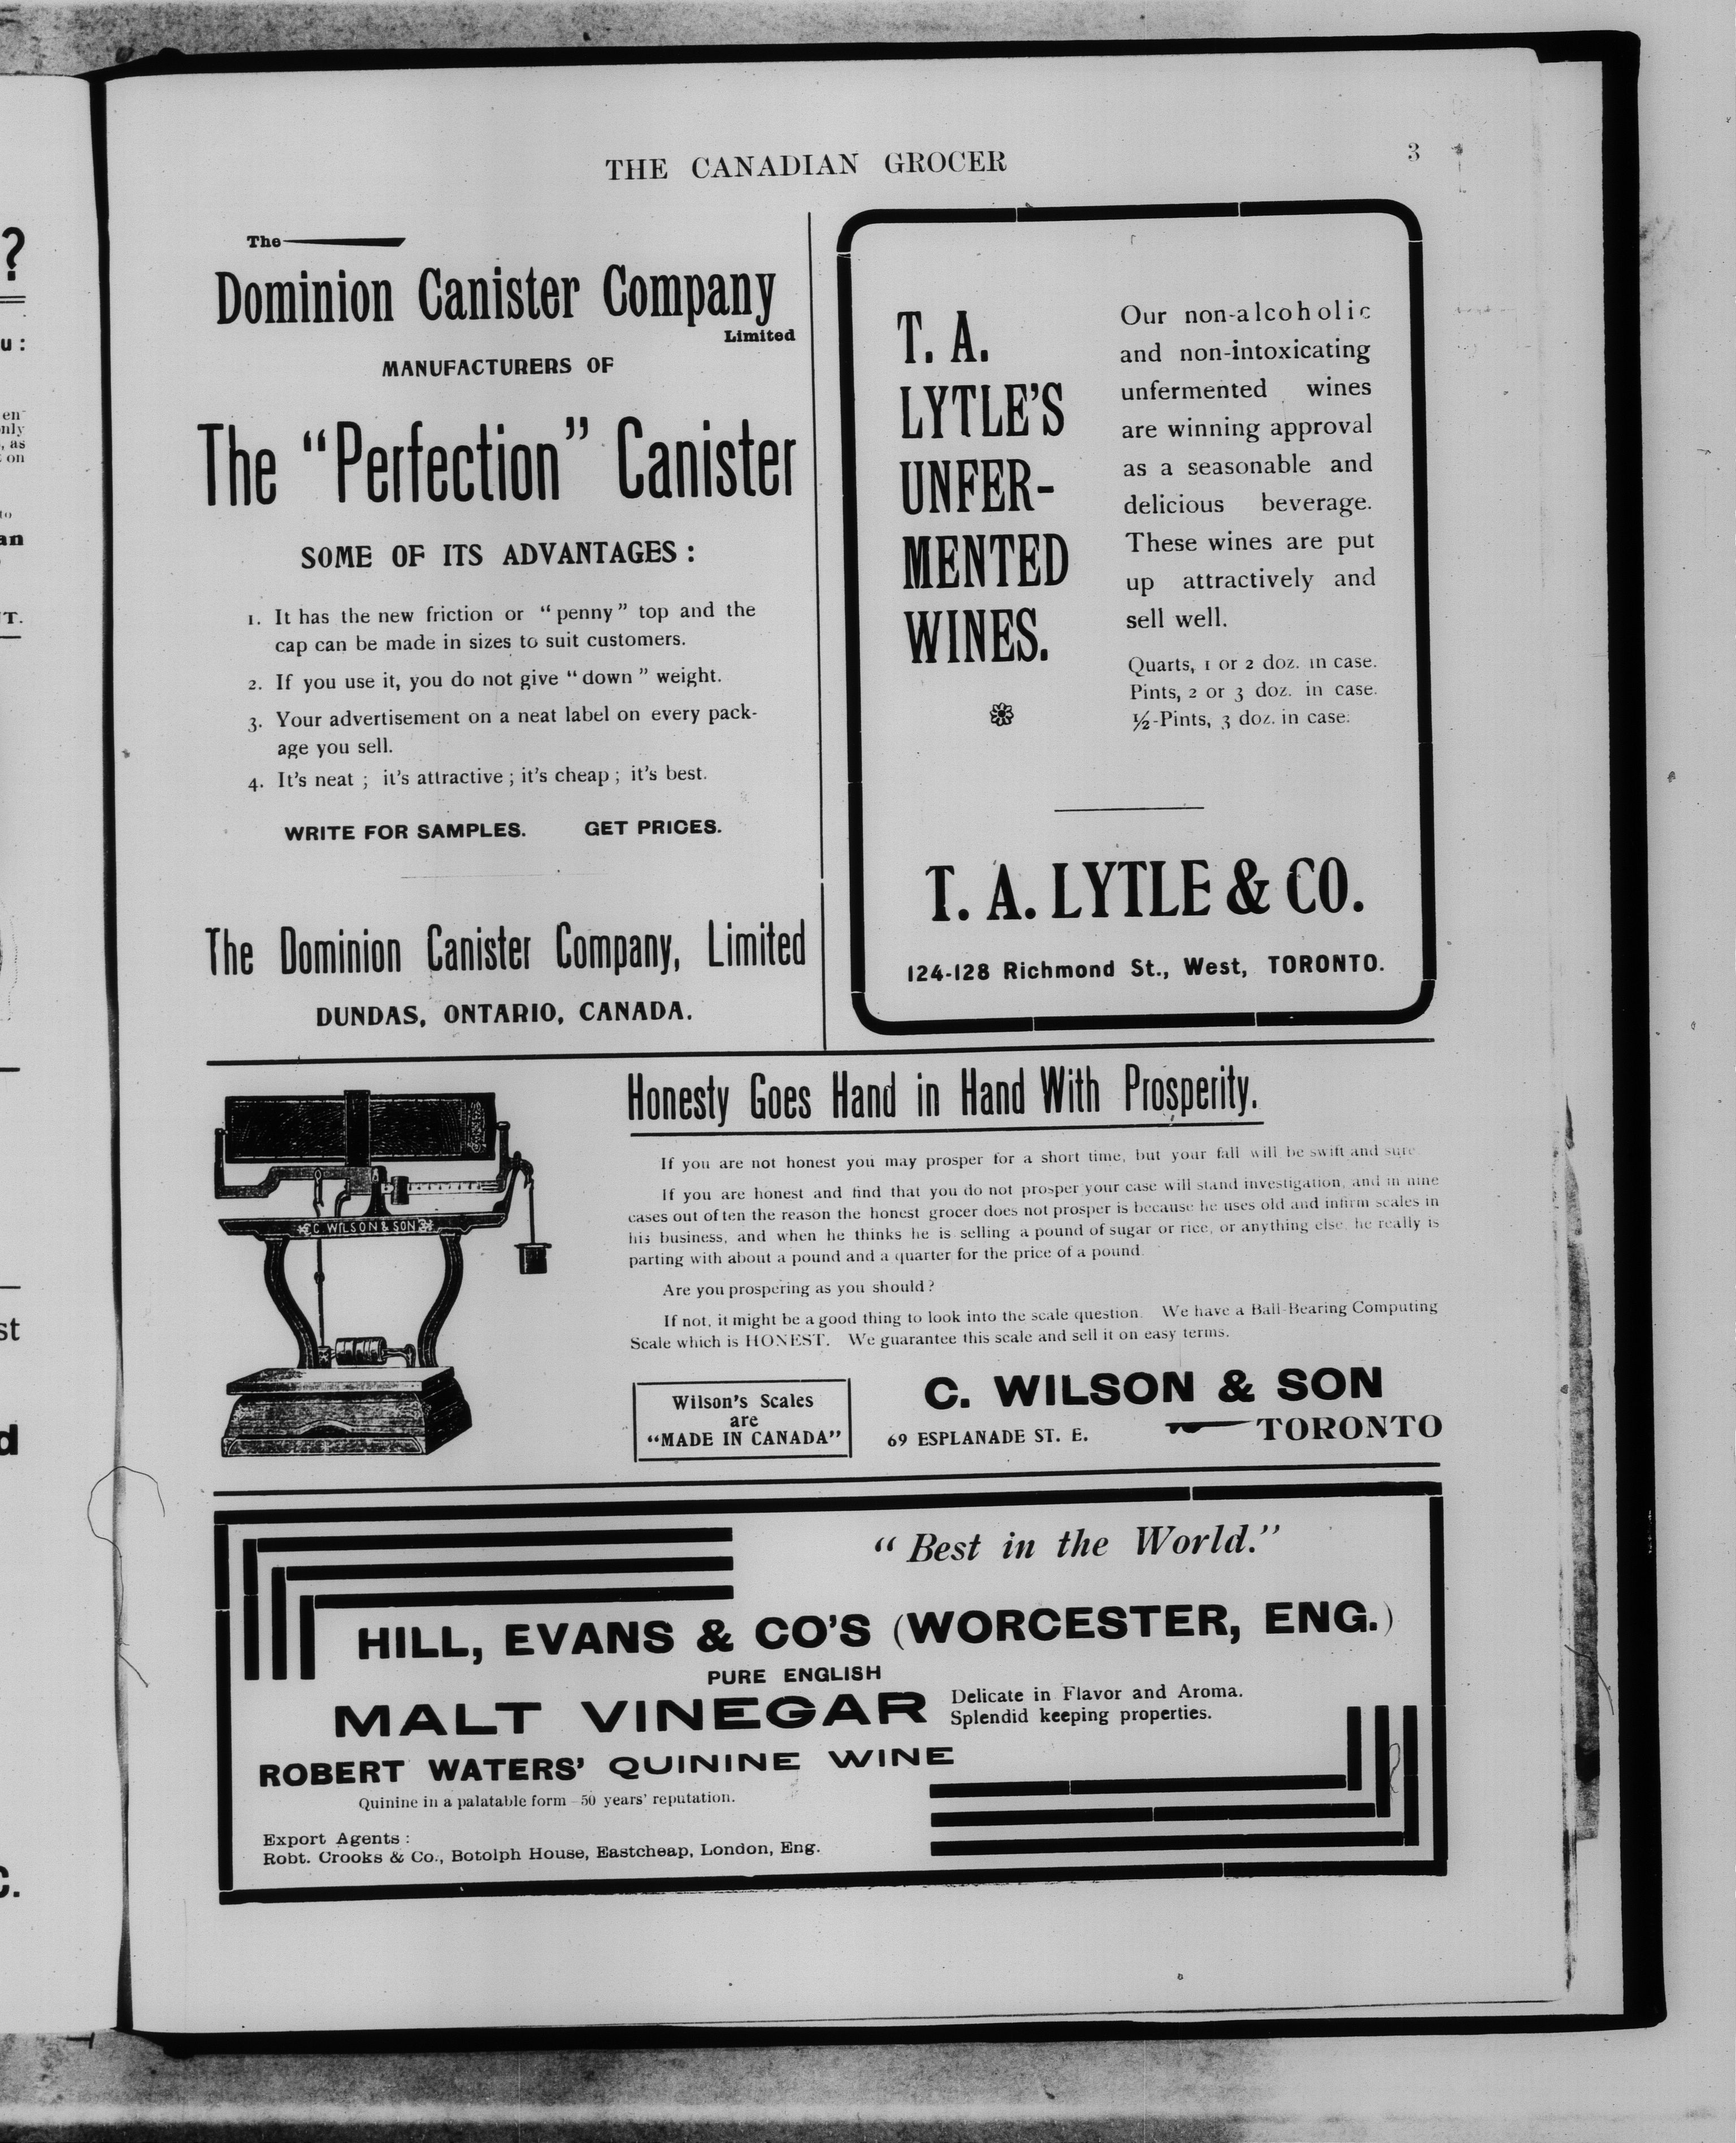 THE CANADIAN GROCER
3
The
Dominion Canister Company
Limited
MANUFACTURERS OF
The "Perfection" Canister
SOME OF ITS ADVANTAGES :
1. It has the new friction or "penny" top and the
cap can be made in sizes to suit customers.
2. If you use it, you do not give "down" weight.
3. Your advertisement on a neat label on every pack-
age you sell.
4. It's neat ; it's attractive ; it's cheap ; it's best.
WRITE FOR SAMPLES. GET PRICES.
The Dominion Canister Company, Limited
DUNDAS, ONTARIO, CANADA.
T. A.
LYTLE'S
UNFER-
MENTED
WINES.
Our non-alcoholic
and non-intoxicating
unfermented wines
are winning approval
as a seasonable and
delicious beverage.
These wines are put
up attractively and
sell well.
Quarts, 1 or 2 doz. in case.
Pints, 2 or 3 doz. in case.
½-Pints, 3 doz. in case.
T. A. LYTLE & CO.
124-128 Richmond St., West, TORONTO.
C. WILSON & SON
Honesty Goes Hand in Hand With Prosperity.
If you are not honest you may prosper for a short time, but your fall will be swift and sure
If you are honest and find that you do not prosper your case will stand investigation, and in nine
cases out of ten the reason the honest grocer does not prosper is because he uses old and infirm scales in
his business, and when he thinks he is selling a pound of sugar or rice, or anything else, he really is
parting with about a pound and a quarter for the price of a pound.
Are you prospering as you should ?
If not, it might be a good thing to look into the scale question. We have a Ball-Bearing Computing
Scale which is HONEST. We guarantee this scale and sell it on easy terms.
Wilson's Scales
are
"MADE IN CANADA"
C. WILSON & SON
69 ESPLANADE ST. E. TORONTO
"Best in the World."
HILL, EVANS & CO'S (WORCESTER, ENG.)
PURE ENGLISH
MALT VINEGAR
Delicate in Flavor and Aroma.
Splendid keeping properties.
ROBERT WATERS' QUININE WINE
Quinine in a palatable form - 50 years' reputation.
Export Agents :
Robt. Crooks & Co., Botolph House, Eastcheap, London, Eng.